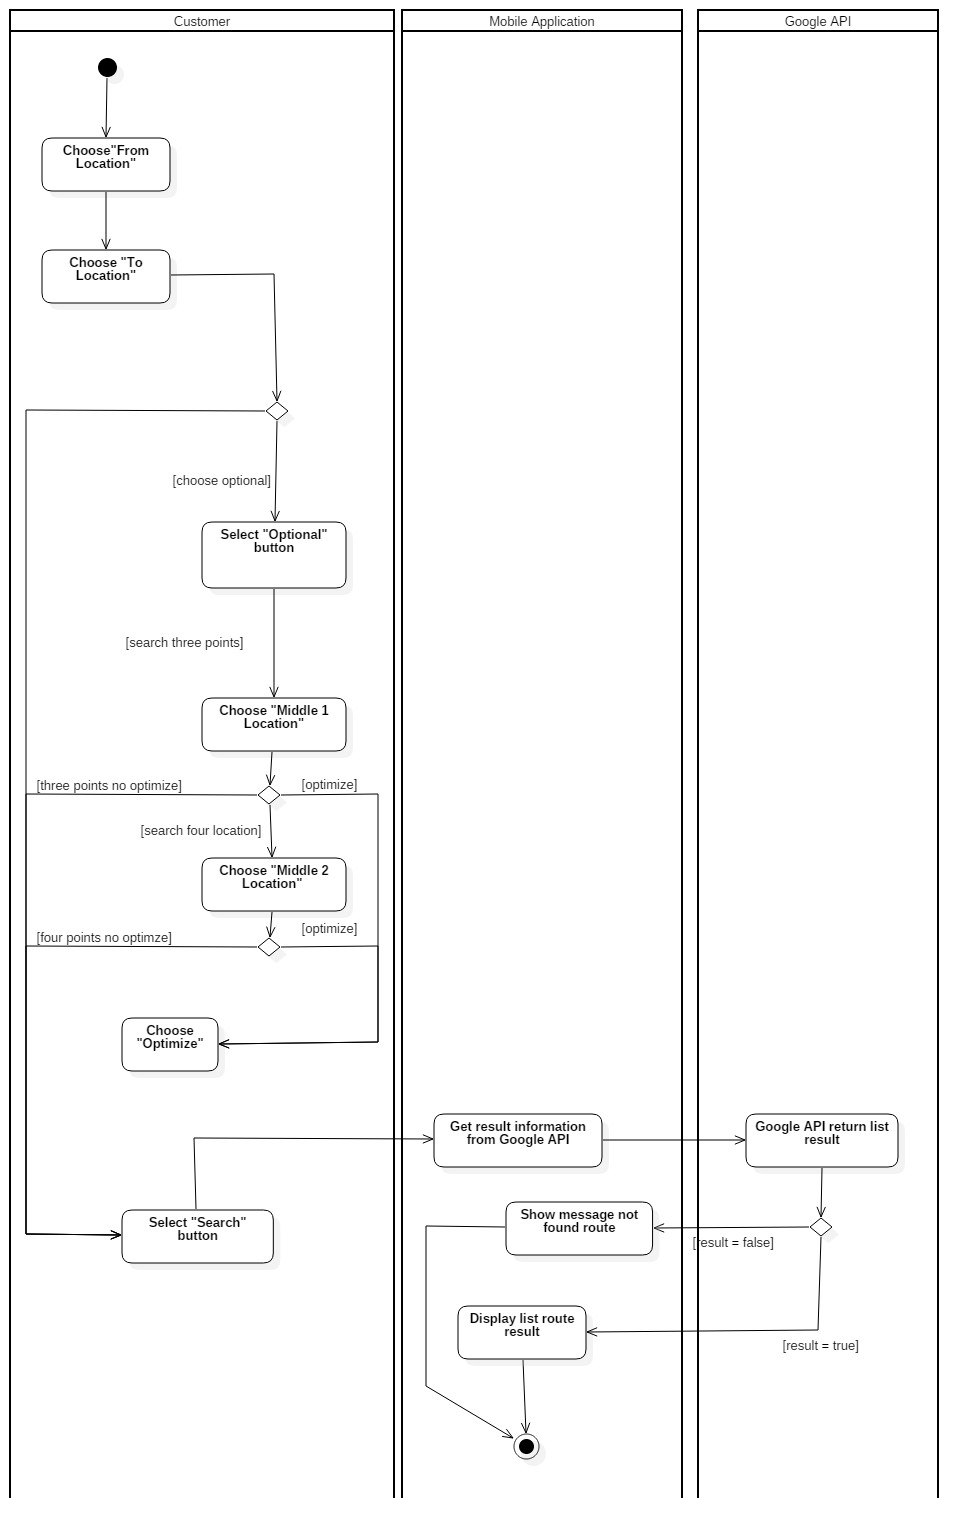 Customer
Mobile Application
Google API
Choose"From
Location"
Choose "To
Location"
[choose optional]
Select "Optional"
button
[search three points]
Choose "Middle 1
Location"
[three points no optimize]
[optimize]
[search four location]
Choose "Middle 2
Location"
[four points no optimze]
[optimize]
Choose
"Optimize"
Get result information
from Google API
Google API return list
result
Select "Search"
button
Show message not
found route
[result = false]
Display list route
result
[result = true]